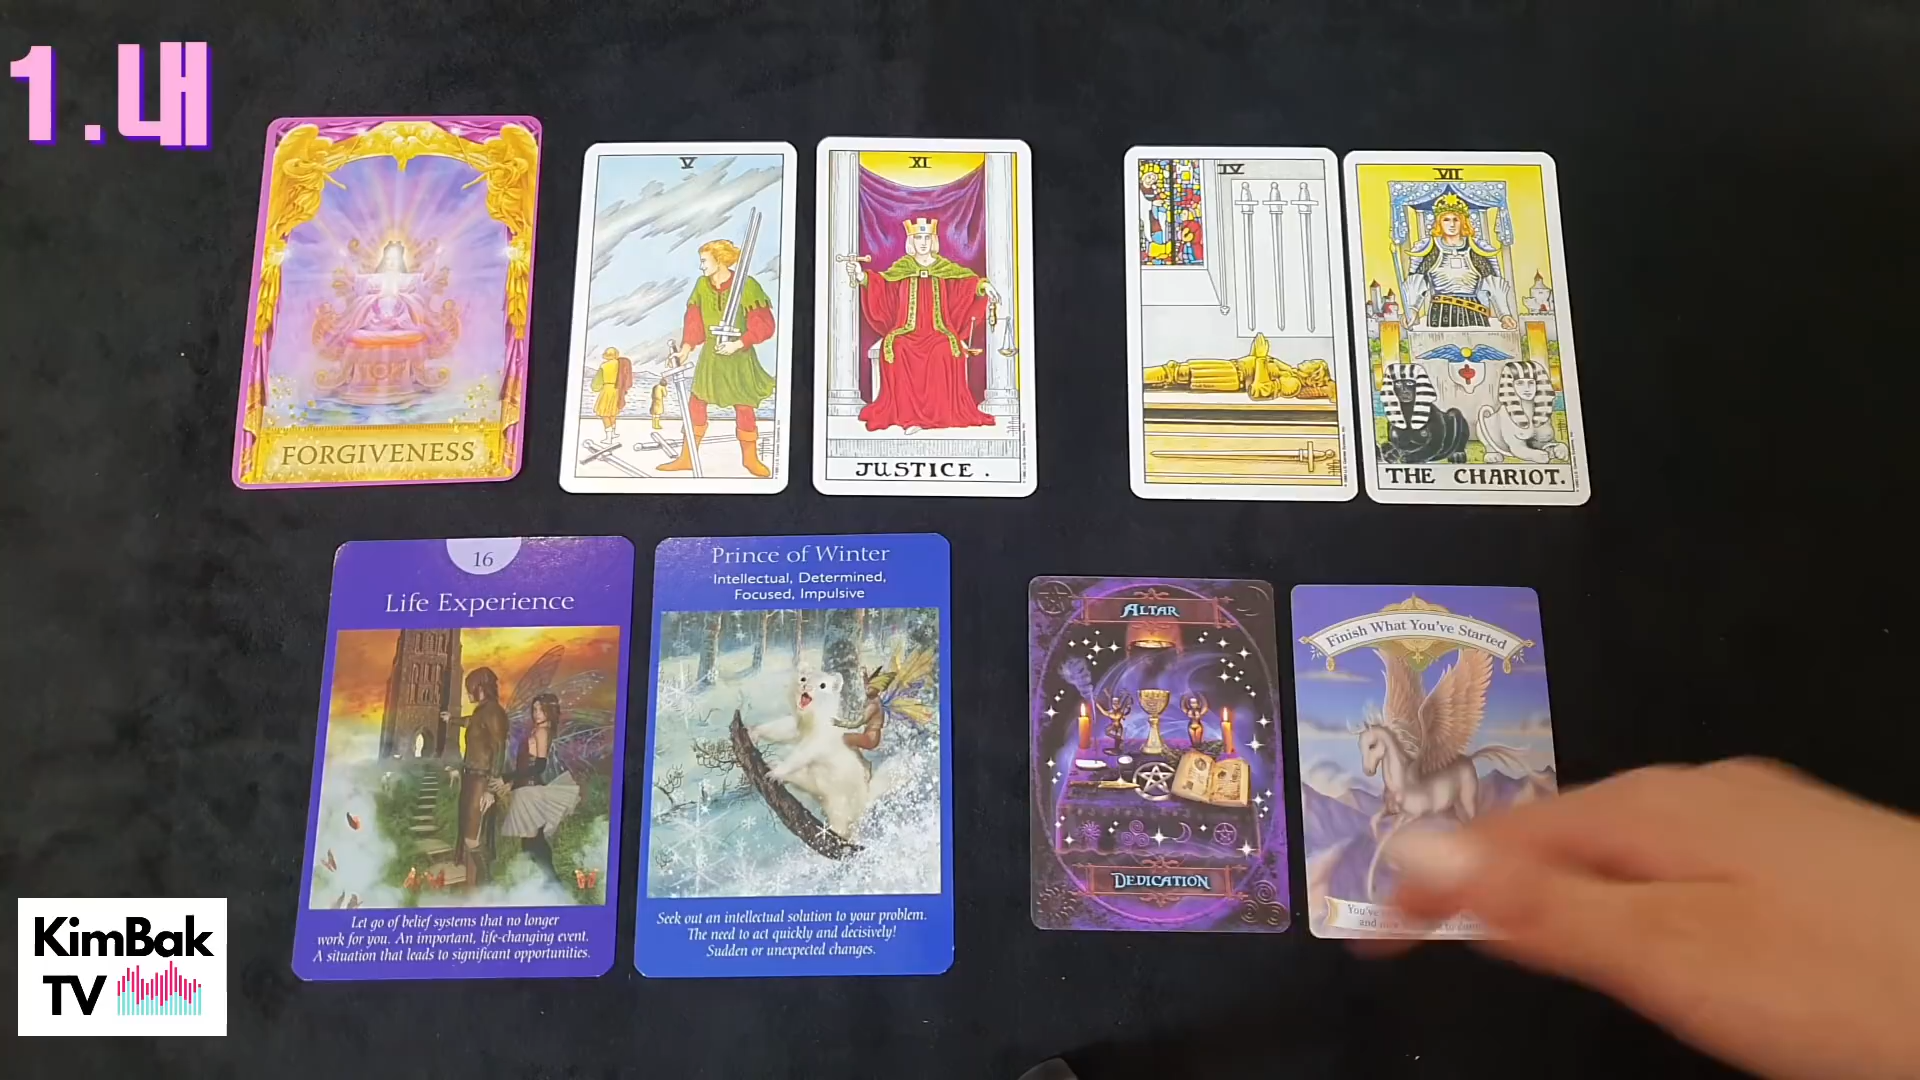 1.내
FORGIVENESS
V
XI
JUSTICE.
IV
VII
THE CHARIOT.
16
Life Experience
Let go of belief systems that no longer
work for you. An important, life-changing event.
A situation that leads to significant opportunities.
Prince of Winter
Intellectual, Determined,
Focused, Impulsive
Seek out an intellectual solution to your problem.
The need to act quickly and decisively!
Sudden or unexpected changes.
ALTAR
DEDICATION
Finish What You've Started
KimBak
TV